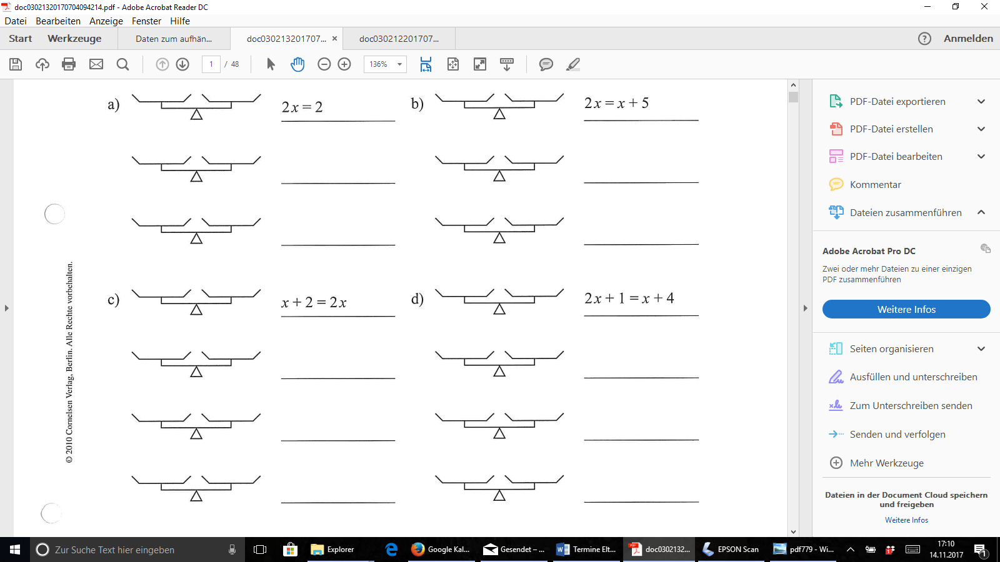 doc03021320170704094214.pdf - Adobe Acrobat Reader DC
Datei Bearbeiten Anzeige Fenster Hilfe
Start Werkzeuge Daten zum aufhän... doc030213201707... × doc030212201707... ? Anmelden
1 / 48 136%
a) 2x = 2
b) 2x = x + 5
c) x + 2 = 2x
d) 2x + 1 = x + 4
© 2010 Cornelsen Verlag, Berlin. Alle Rechte vorbehalten.
PDF-Datei exportieren
PDF-Datei erstellen
PDF-Datei bearbeiten
Kommentar
Dateien zusammenführen
Adobe Acrobat Pro DC
Zwei oder mehr Dateien zu einer einzigen
PDF zusammenführen
Weitere Infos
Seiten organisieren
Ausfüllen und unterschreiben
Zum Unterschreiben senden
Senden und verfolgen
Mehr Werkzeuge
Dateien in der Document Cloud speichern
und freigeben
Weitere Infos
Zur Suche Text hier eingeben
Explorer
Google Kal...
Gesendet – ...
Termine Elt...
doc0302132...
EPSON Scan
pdf779 - Wi...
17:10
14.11.2017
1